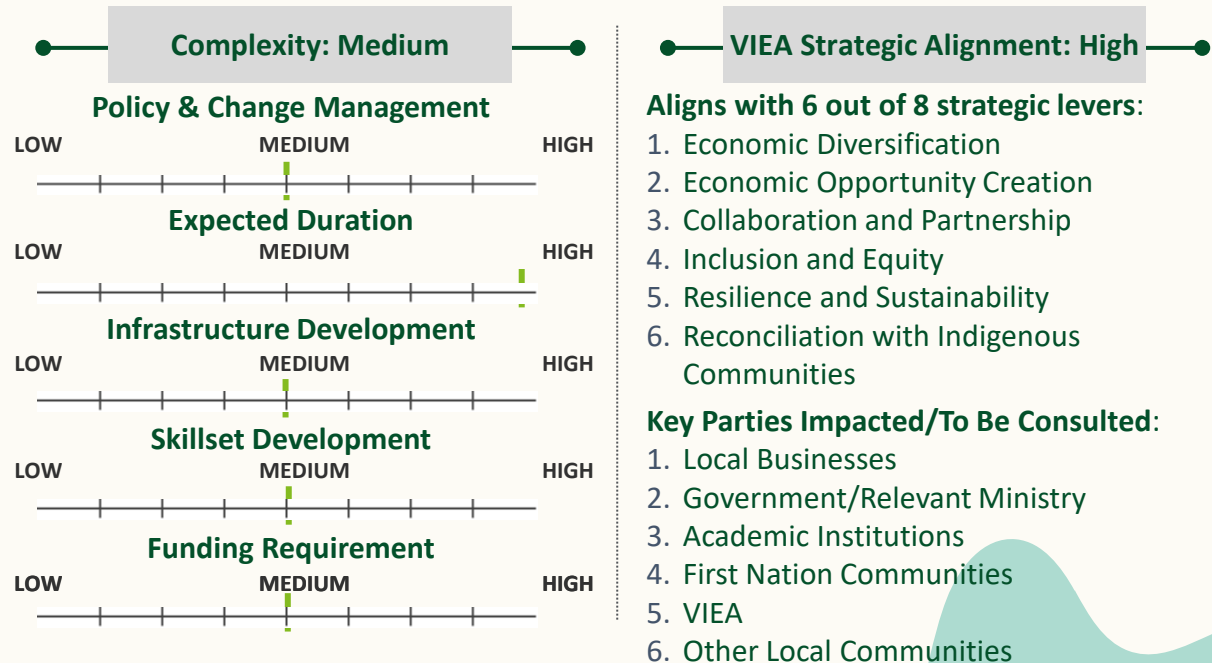 Complexity: Medium
Policy & Change Management
LOW MEDIUM HIGH
Expected Duration
LOW MEDIUM HIGH
Infrastructure Development
LOW MEDIUM HIGH
Skillset Development
LOW MEDIUM HIGH
Funding Requirement
LOW MEDIUM HIGH
VIEA Strategic Alignment: High
Aligns with 6 out of 8 strategic levers:
1. Economic Diversification
2. Economic Opportunity Creation
3. Collaboration and Partnership
4. Inclusion and Equity
5. Resilience and Sustainability
6. Reconciliation with Indigenous
Communities
Key Parties Impacted/To Be Consulted:
1. Local Businesses
2. Government/Relevant Ministry
3. Academic Institutions
4. First Nation Communities
5. VIEA
6. Other Local Communities